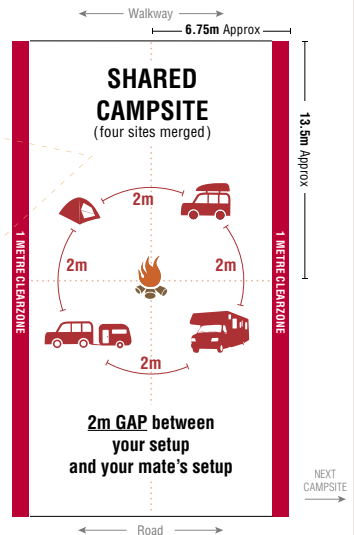 Walkway
6.75m Approx
SHARED
CAMPSITE
(four sites merged)
13.5m Approx
2m
2m
2m
2m
1 METRE CLEARZONE
1 METRE CLEARZONE
2m GAP between
your setup
and your mate's setup
NEXT
CAMPSITE
Road